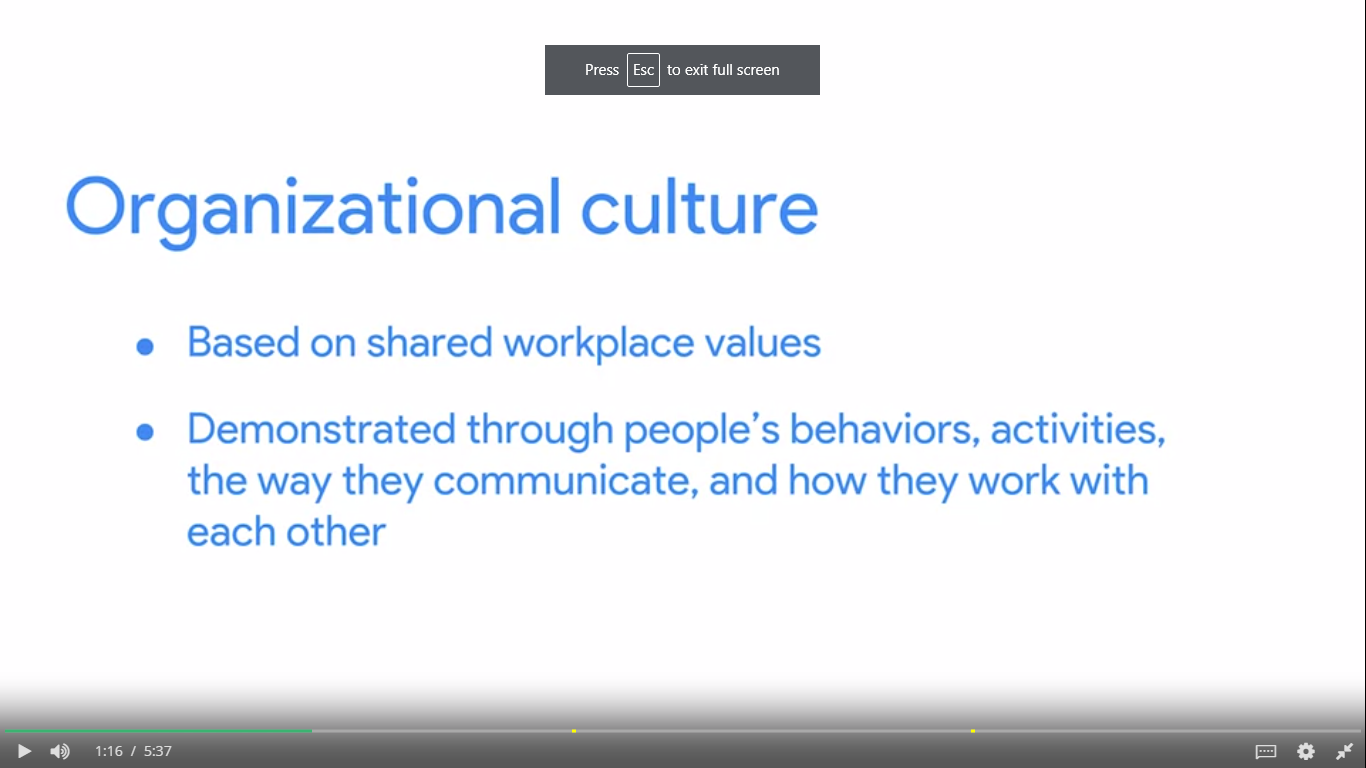 Press Esc to exit full screen
Organizational culture
● Based on shared workplace values
● Demonstrated through people’s behaviors, activities,
the way they communicate, and how they work with
each other
1:16 / 5:37